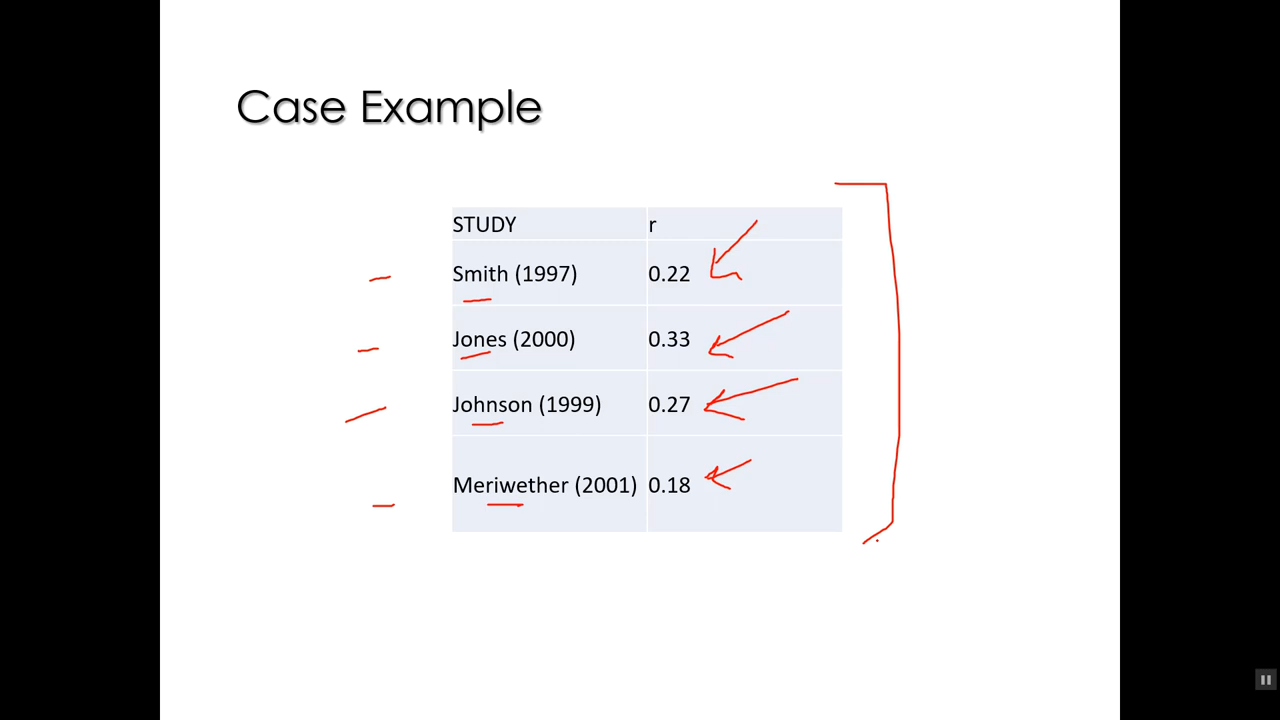 Case Example
STUDY r
Smith (1997) 0.22
Jones (2000) 0.33
Johnson (1999) 0.27
Meriwether (2001) 0.18